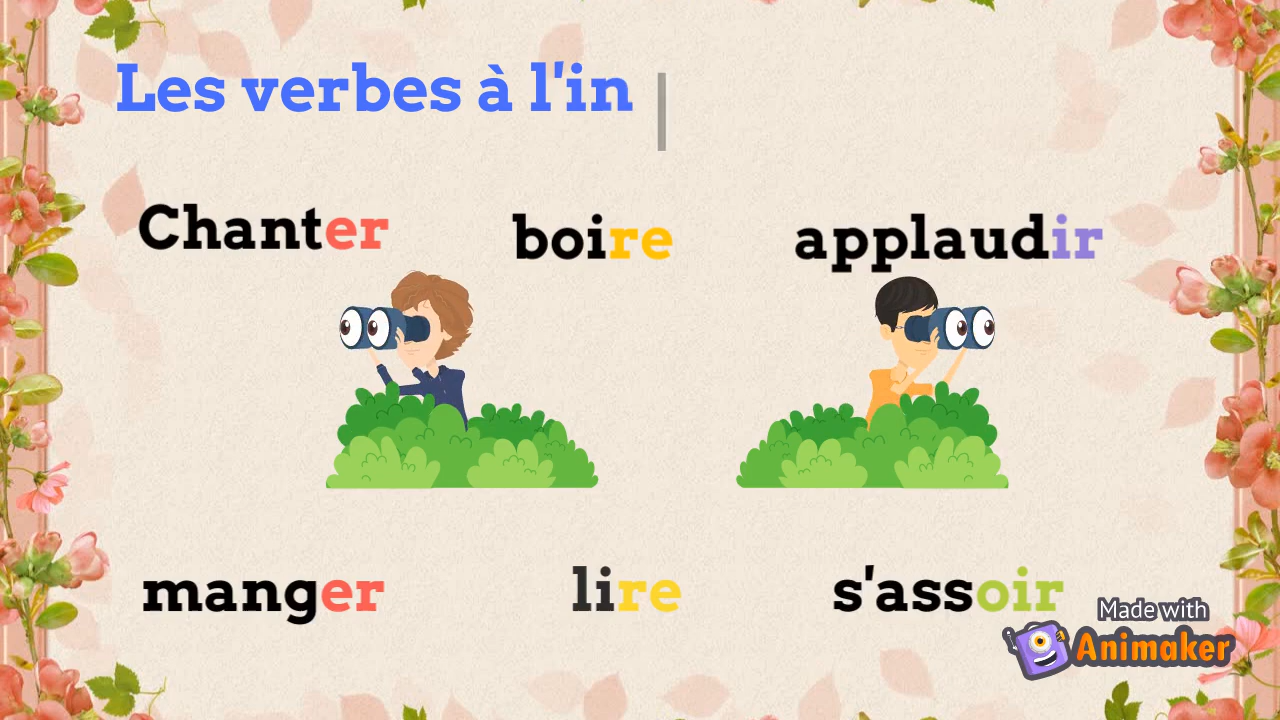 Les verbes à l'in
Chanter boire applaudir
manger lire s'assoir
Made with
Animaker